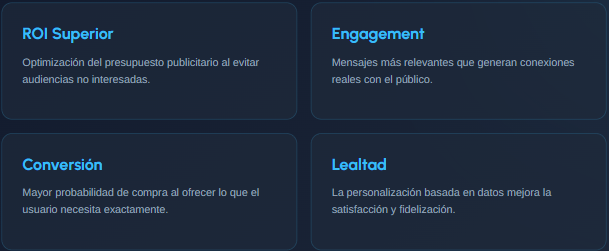 ROI Superior
Optimización del presupuesto publicitario al evitar
audiencias no interesadas.
Engagement
Mensajes más relevantes que generan conexiones
reales con el público.
Conversión
Mayor probabilidad de compra al ofrecer lo que el
usuario necesita exactamente.
Lealtad
La personalización basada en datos mejora la
satisfacción y fidelización.